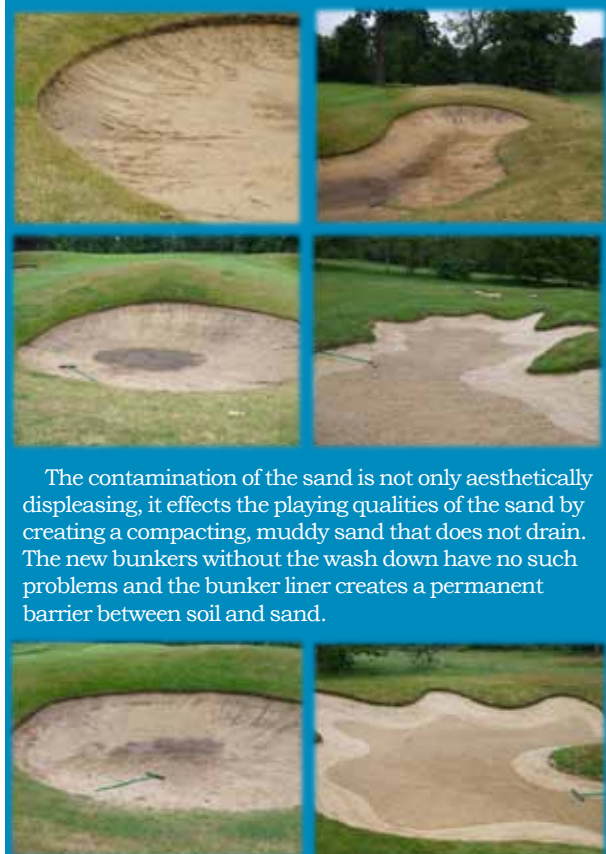 The contamination of the sand is not only aesthetically
displeasing, it effects the playing qualities of the sand by
creating a compacting, muddy sand that does not drain.
The new bunkers without the wash down have no such
problems and the bunker liner creates a permanent
barrier between soil and sand.